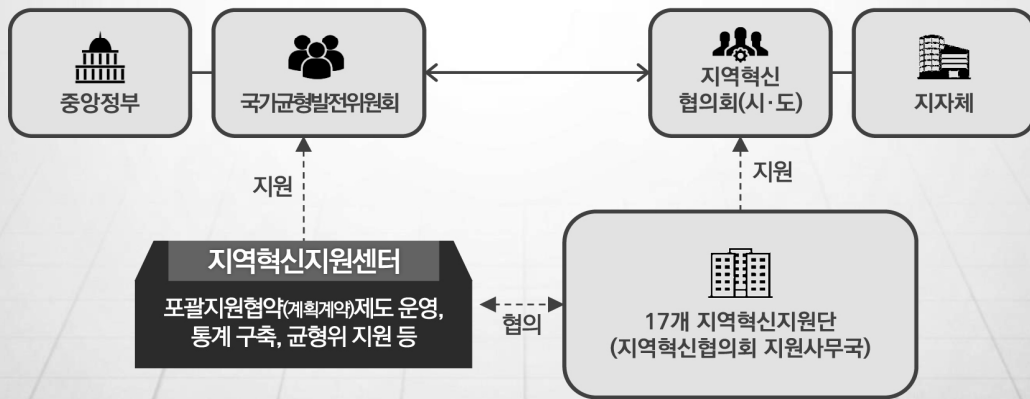 중앙정부
국가균형발전위원회
지역혁신
협의회(시·도)
지자체
지원
지원
지역혁신지원센터
포괄지원협약(계획계약)제도 운영,
통계 구축, 균형위 지원 등
협의
17개 지역혁신지원단
(지역혁신협의회 지원사무국)